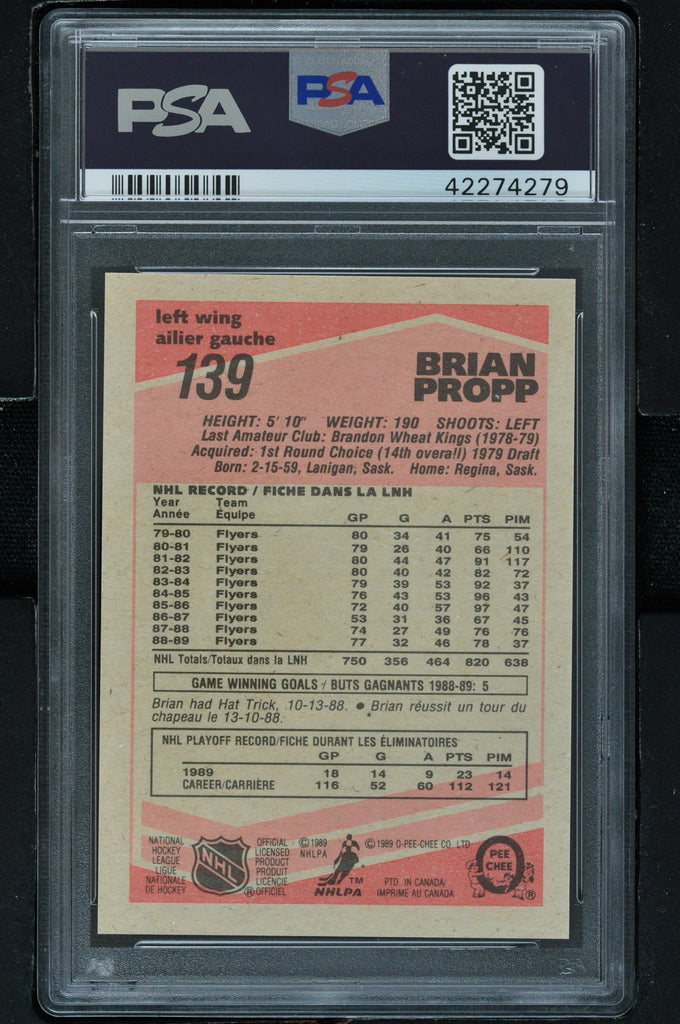 PSA
PSA
42274279
left wing
ailier gauche
139
BRIAN
PROPP
HEIGHT: 5' 10" WEIGHT: 190 SHOOTS: LEFT
Last Amateur Club: Brandon Wheat Kings (1978-79)
Acquired: 1st Round Choice (14th overall) 1979 Draft
Born: 2-15-59, Lanigan, Sask. Home: Regina, Sask.
NHL RECORD / FICHE DANS LA LNH
Year Team
Année Équipe GP G A PTS PIM
79-80 Flyers 80 34 41 75 54
80-81 Flyers 79 26 40 66 110
81-82 Flyers 80 44 47 91 117
82-83 Flyers 80 40 42 82 72
83-84 Flyers 79 39 53 92 37
84-85 Flyers 76 43 53 96 43
85-86 Flyers 72 40 57 97 47
86-87 Flyers 53 31 36 67 45
87-88 Flyers 74 27 49 76 76
88-89 Flyers 77 32 46 78 37
NHL Totals/Totaux dans la LNH 750 356 464 820 638
GAME WINNING GOALS / BUTS GAGNANTS 1988-89: 5
Brian had Hat Trick, 10-13-88. ● Brian réussit un tour du
chapeau le 13-10-88.
NHL PLAYOFF RECORD/FICHE DURANT LES ÉLIMINATOIRES
GP G A PTS PIM
1989 18 14 9 23 14
CAREER/CARRIÈRE 116 52 60 112 121
NATIONAL
HOCKEY
LEAGUE
LIGUE
NATIONALE
DE HOCKEY
NHL
®
OFFICIAL
LICENSED
PRODUCT
PRODUIT
LICENCIE
OFFICIEL
© 1989
NHLPA
TM
NHLPA
© 1989 O-PEE-CHEE CO. LTD
PTD. IN CANADA/
IMPRIMÉ AU CANADA
O
PEE
CHEE
®